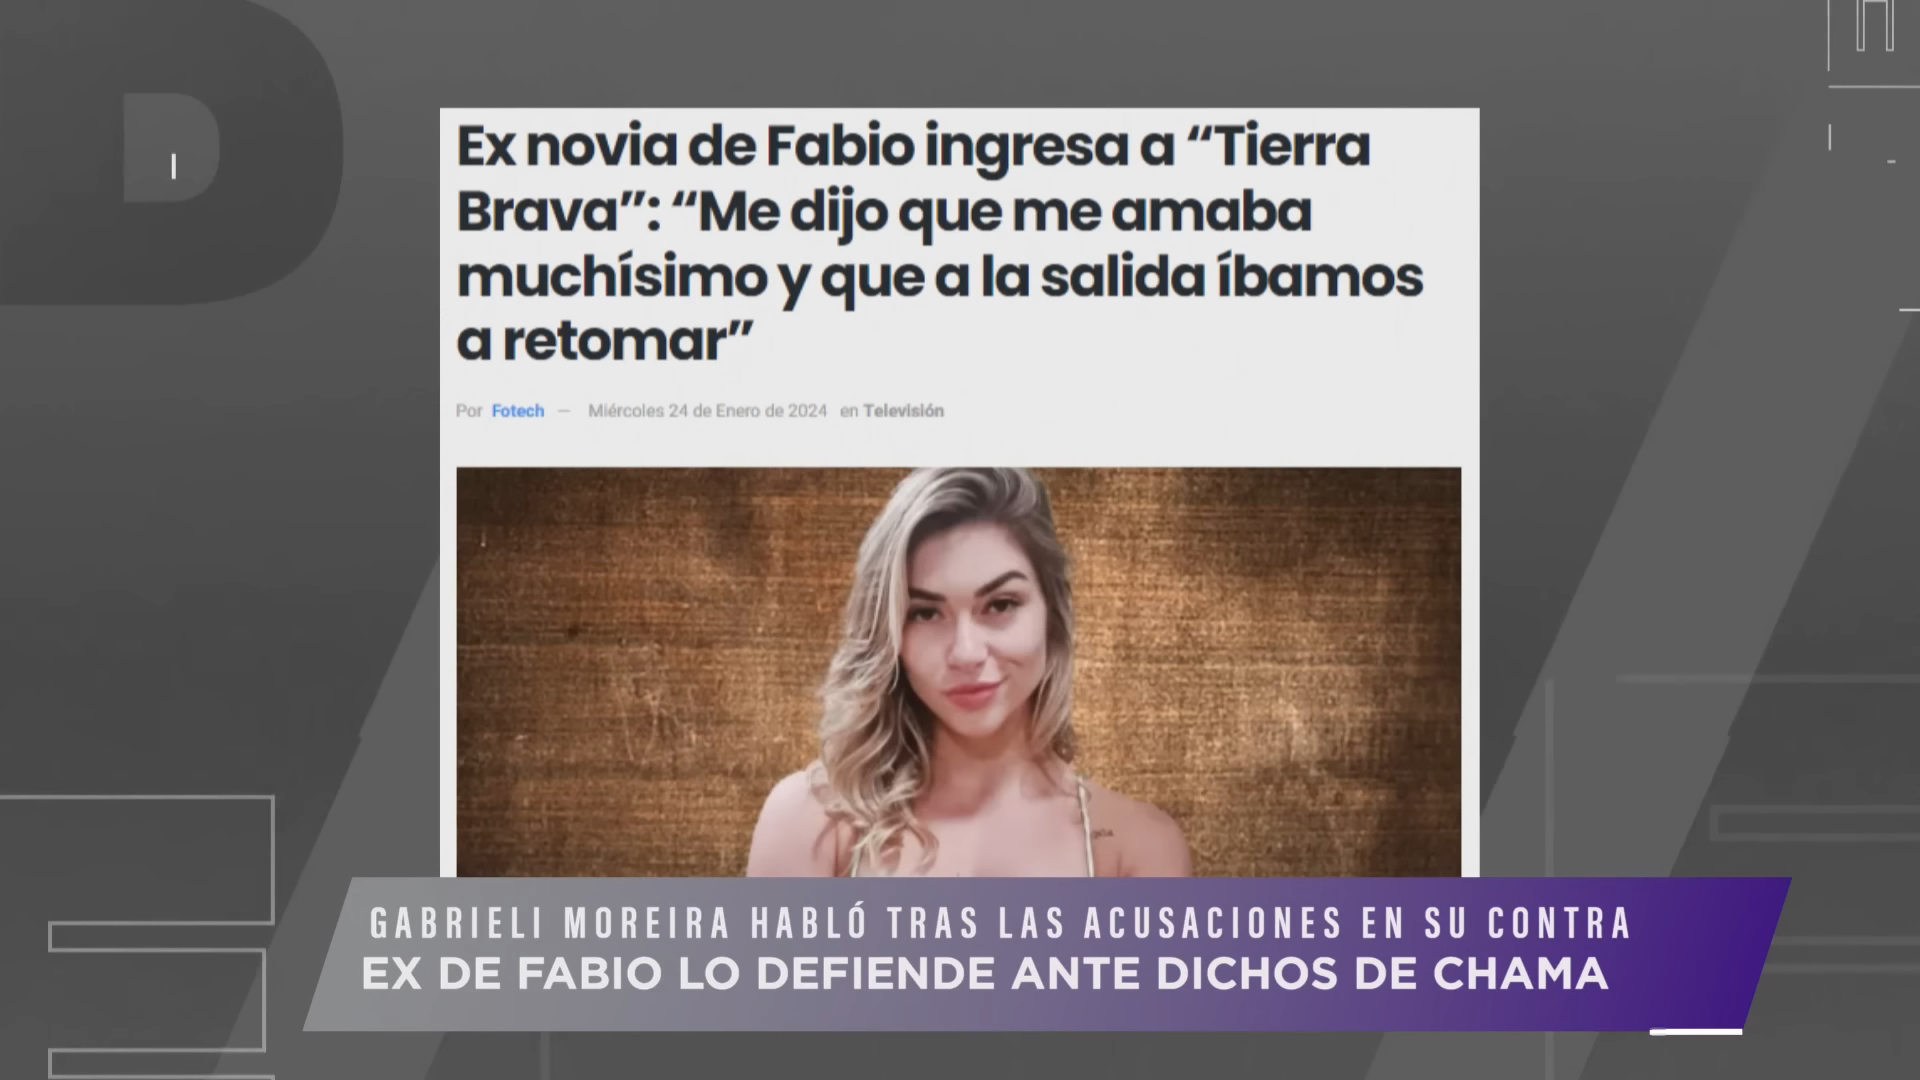 Ex novia de Fabio ingresa a “Tierra
Brava”: “Me dijo que me amaba
muchísimo y que a la salida íbamos
a retomar”
Por Fotech — Miércoles 24 de Enero de 2024 en Televisión
GABRIELI MOREIRA HABLÓ TRAS LAS ACUSACIONES EN SU CONTRA
EX DE FABIO LO DEFIENDE ANTE DICHOS DE CHAMA